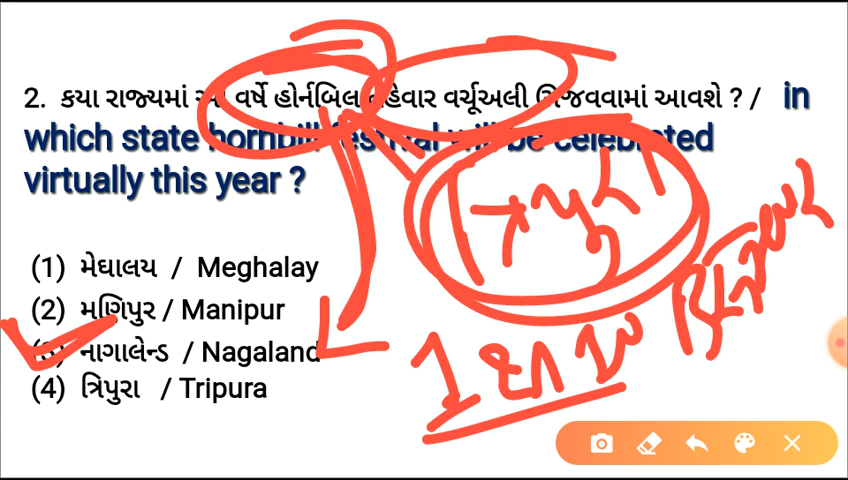 2. કયા રાજ્યમાં આ વર્ષે હોર્નબિલ તહેવાર વર્ચૂઅલી ઊજવવામાં આવશે ? / in
which state hornbill festival will be celebrated
virtually this year ?
ત્રિપુરા
(1) મેઘાલય / Meghalay
(2) મણિપુર / Manipur
(3) નાગાલેન્ડ / Nagaland
(4) ત્રિપુરા / Tripura
1 થી 10 ડિસેમ્બર